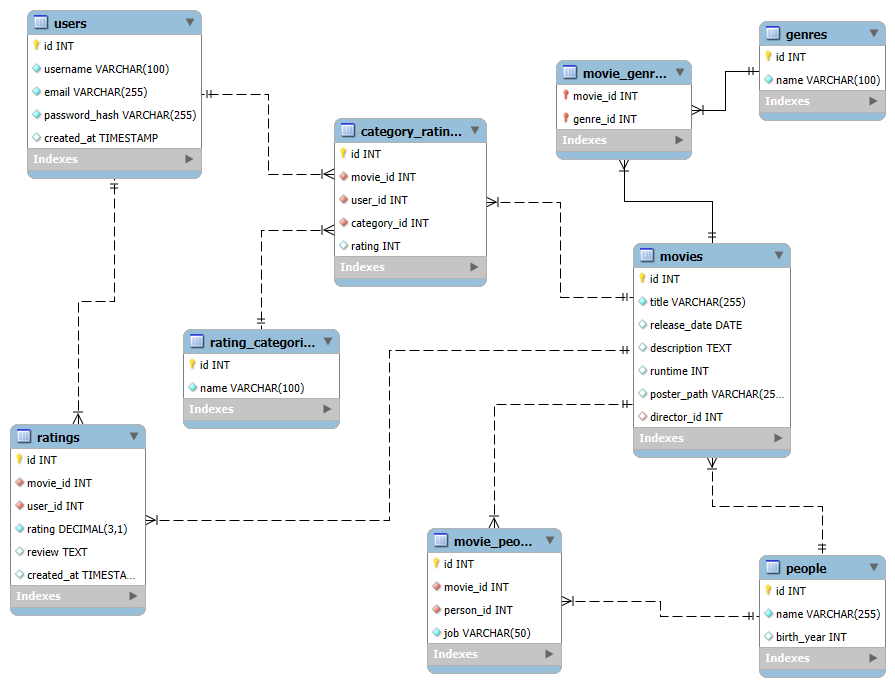 users
id INT
username VARCHAR(100)
email VARCHAR(255)
password_hash VARCHAR(255)
created_at TIMESTAMP
Indexes
genres
id INT
name VARCHAR(100)
Indexes
movie_genr...
movie_id INT
genre_id INT
Indexes
category_ratin...
id INT
movie_id INT
user_id INT
category_id INT
rating INT
Indexes
movies
id INT
title VARCHAR(255)
release_date DATE
description TEXT
runtime INT
poster_path VARCHAR(25...
director_id INT
Indexes
rating_categori...
id INT
name VARCHAR(100)
Indexes
ratings
id INT
movie_id INT
user_id INT
rating DECIMAL(3,1)
review TEXT
created_at TIMESTA...
Indexes
movie_peo...
id INT
movie_id INT
person_id INT
job VARCHAR(50)
Indexes
people
id INT
name VARCHAR(255)
birth_year INT
Indexes